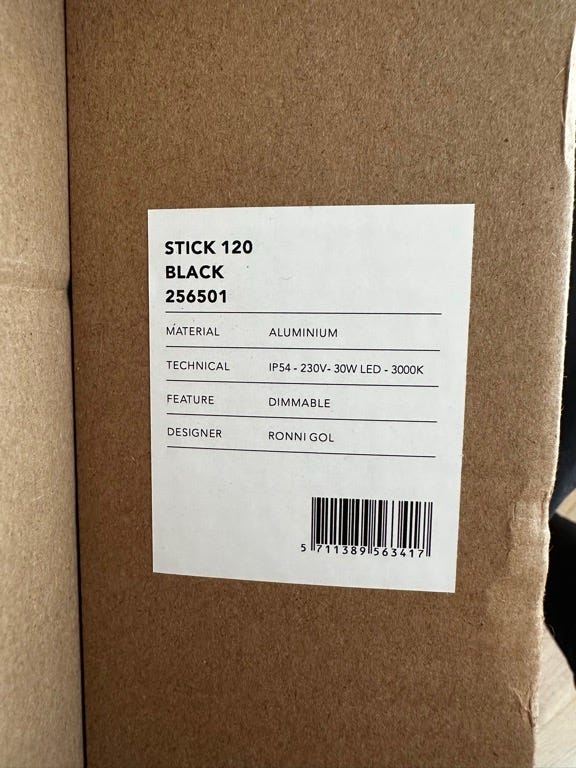 STICK 120
BLACK
256501
MATERIAL ALUMINIUM
TECHNICAL IP54 - 230V- 30W LED - 3000K
FEATURE DIMMABLE
DESIGNER RONNI GOL
5 711389 563417